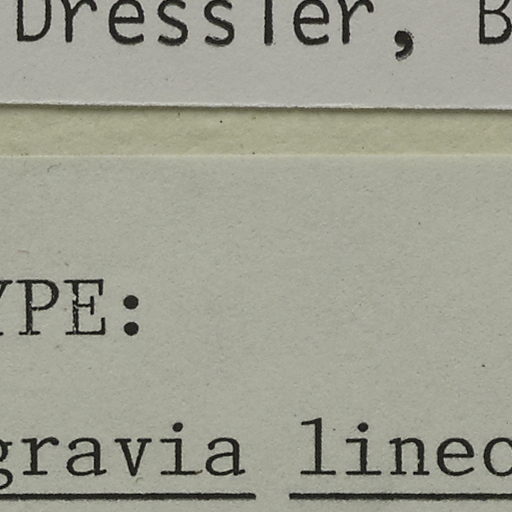 Dressler, B
YPE:
gravia lineo